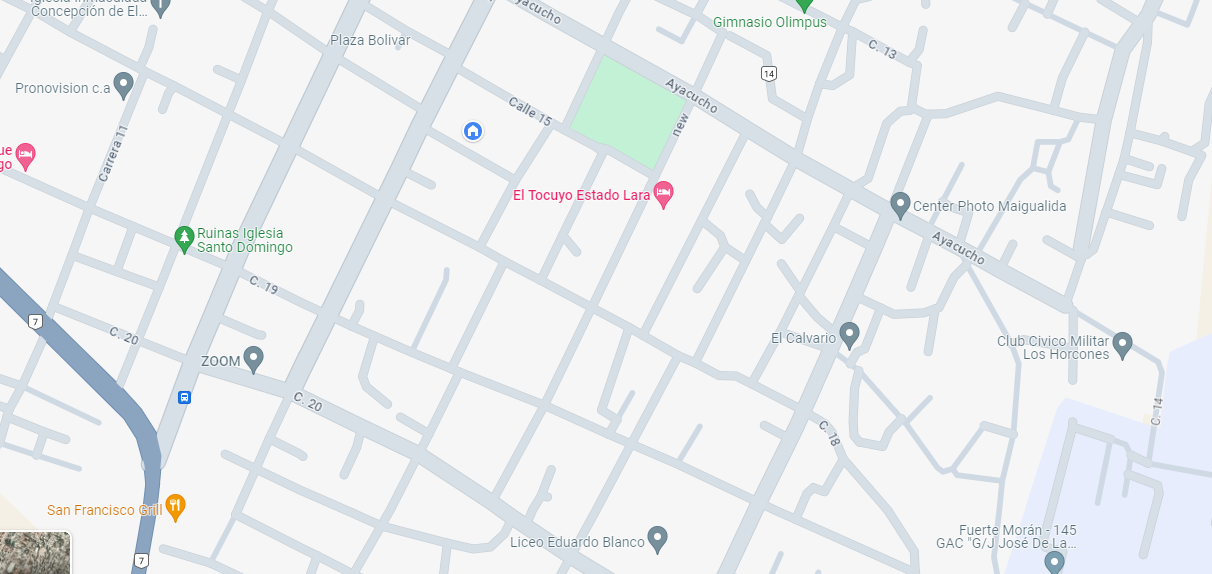 Iglesia Inmaculada
Concepción de El...
Plaza Bolivar
Ayacucho
Gimnasio Olimpus
C. 13
14
Pronovision c.a
Ayacucho
Calle 15
new
Carrera 11
ue
go
El Tocuyo Estado Lara
Center Photo Maigualida
Ruinas Iglesia
Santo Domingo
Ayacucho
C. 19
7
C. 20
El Calvario
Club Civico Militar
Los Horcones
ZOOM
C. 20
C. 14
C. 18
San Francisco Grill
Liceo Eduardo Blanco
Fuerte Morán - 145
GAC "G/J José De La...
7